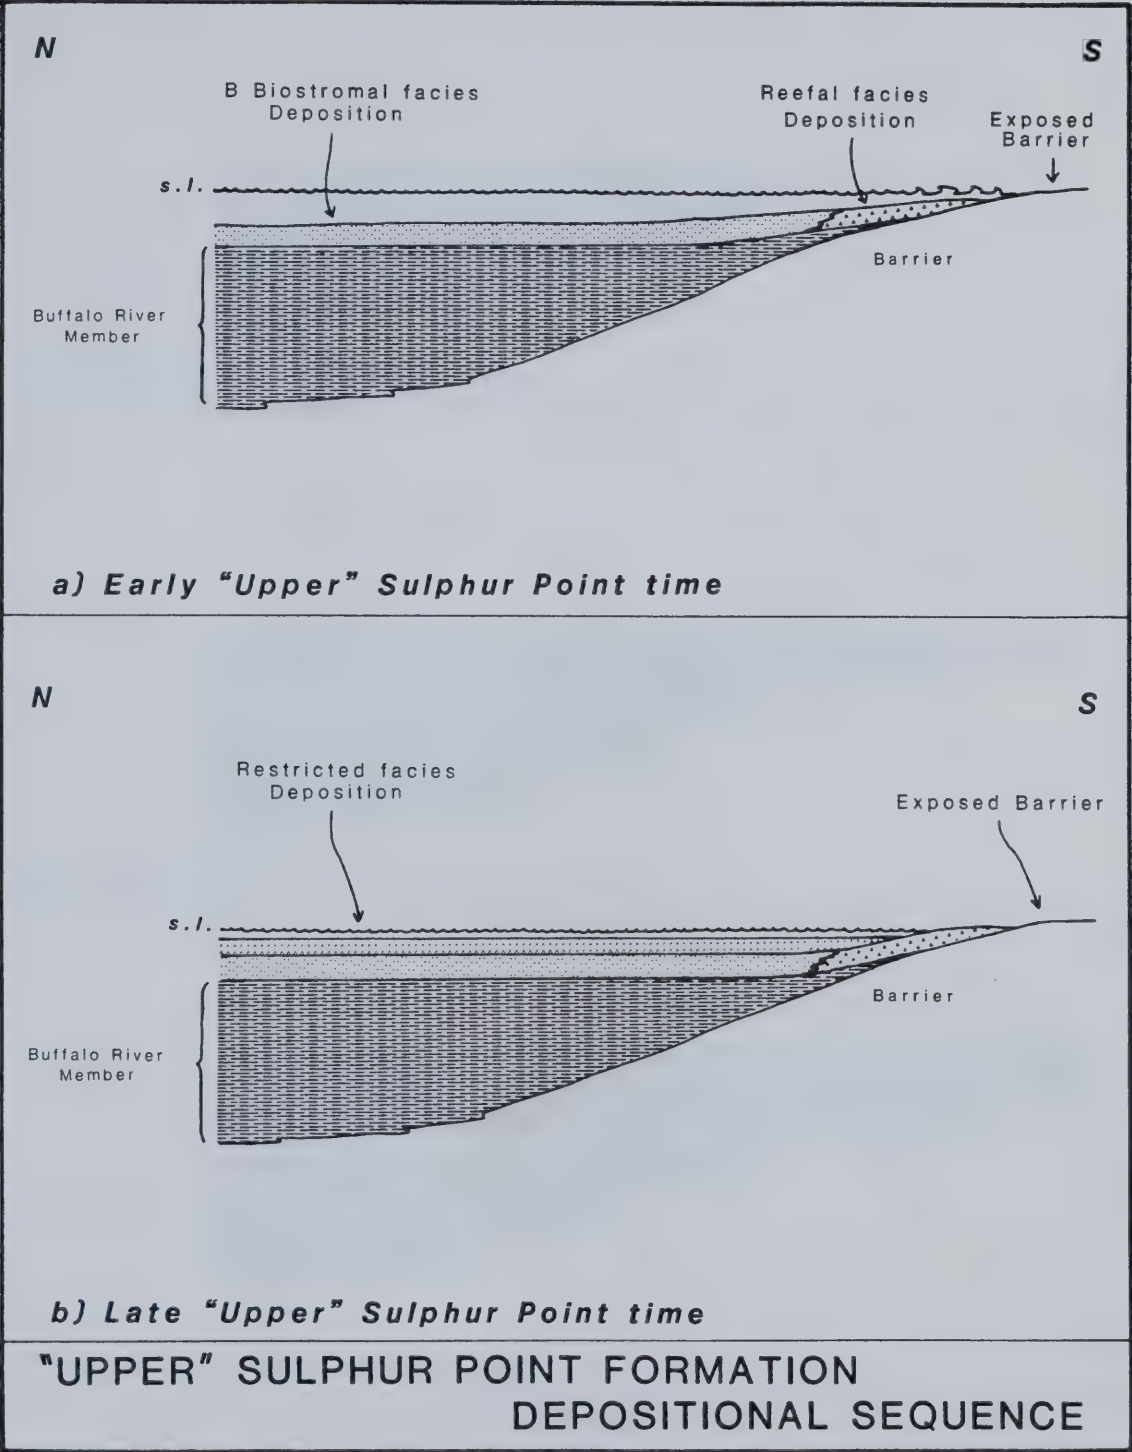 N
S
B Biostromal facies
Deposition
Reefal facies
Deposition
Exposed
Barrier
s.l.
Barrier
Buffalo River
Member
a) Early “Upper” Sulphur Point time
N
S
Restricted facies
Deposition
Exposed Barrier
s.l.
Barrier
Buffalo River
Member
b) Late “Upper” Sulphur Point time
"UPPER" SULPHUR POINT FORMATION
DEPOSITIONAL SEQUENCE